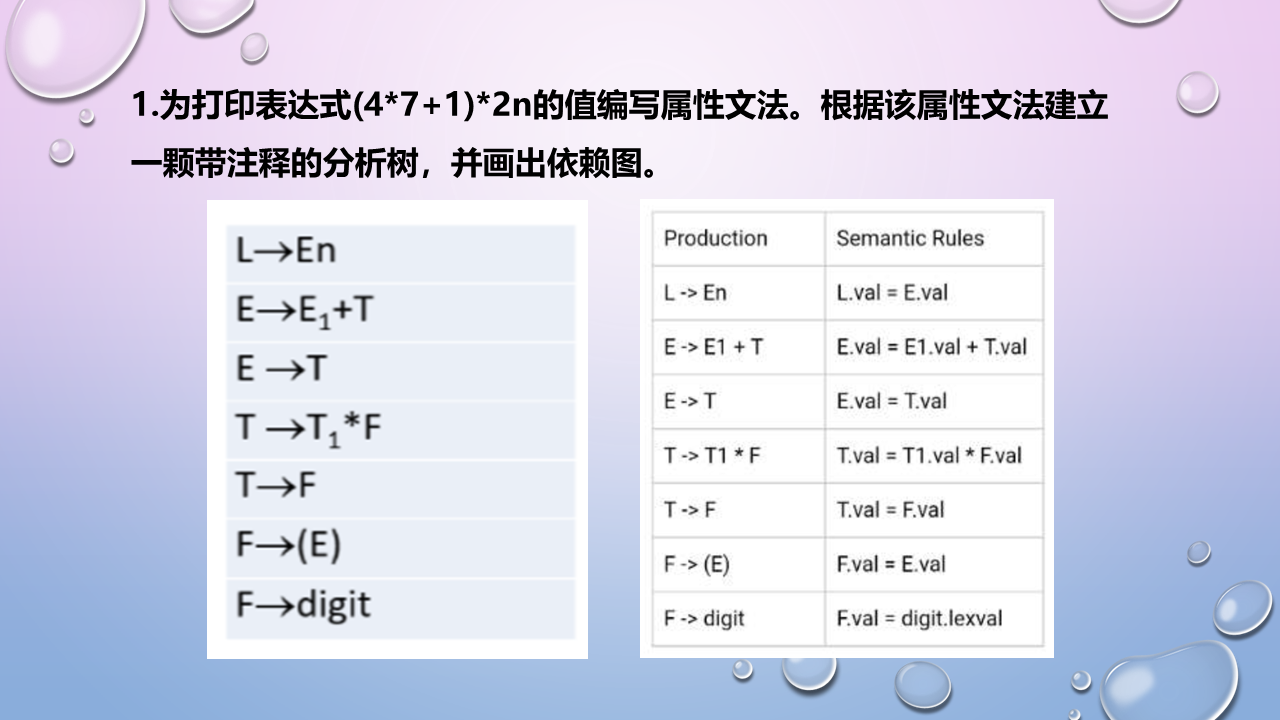 1.为打印表达式(4*7+1)*2n的值编写属性文法。根据该属性文法建立
一颗带注释的分析树，并画出依赖图。
L→En
E→E₁+T
E →T
T →T₁*F
T→F
F→(E)
F→digit
Production Semantic Rules
L -> En L.val = E.val
E -> E1 + T E.val = E1.val + T.val
E -> T E.val = T.val
T -> T1 * F T.val = T1.val * F.val
T -> F T.val = F.val
F -> (E) F.val = E.val
F -> digit F.val = digit.lexval